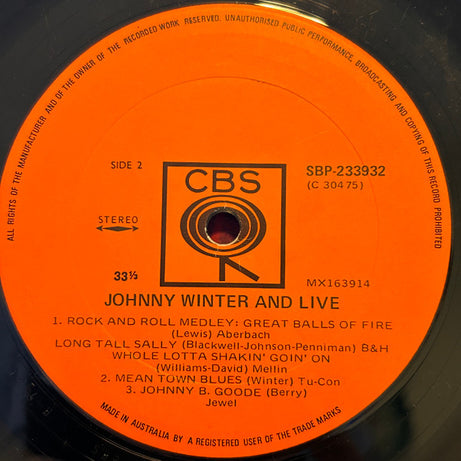 ALL RIGHTS OF THE MANUFACTURER AND OF THE OWNER OF THE RECORDED WORK RESERVED. UNAUTHORISED PUBLIC PERFORMANCE, BROADCASTING AND COPYING OF THIS RECORD PROHIBITED
SIDE 2
CBS
SBP-233932
(C 30475)
STEREO
33⅓
MX163914
JOHNNY WINTER AND LIVE
1. ROCK AND ROLL MEDLEY: GREAT BALLS OF FIRE
(Lewis) Aberbach
LONG TALL SALLY (Blackwell-Johnson-Penniman) B&H
WHOLE LOTTA SHAKIN' GOIN' ON
(Williams-David) Mellin
2. MEAN TOWN BLUES (Winter) Tu-Con
3. JOHNNY B. GOODE (Berry)
Jewel
MADE IN AUSTRALIA BY A REGISTERED USER OF THE TRADE MARKS